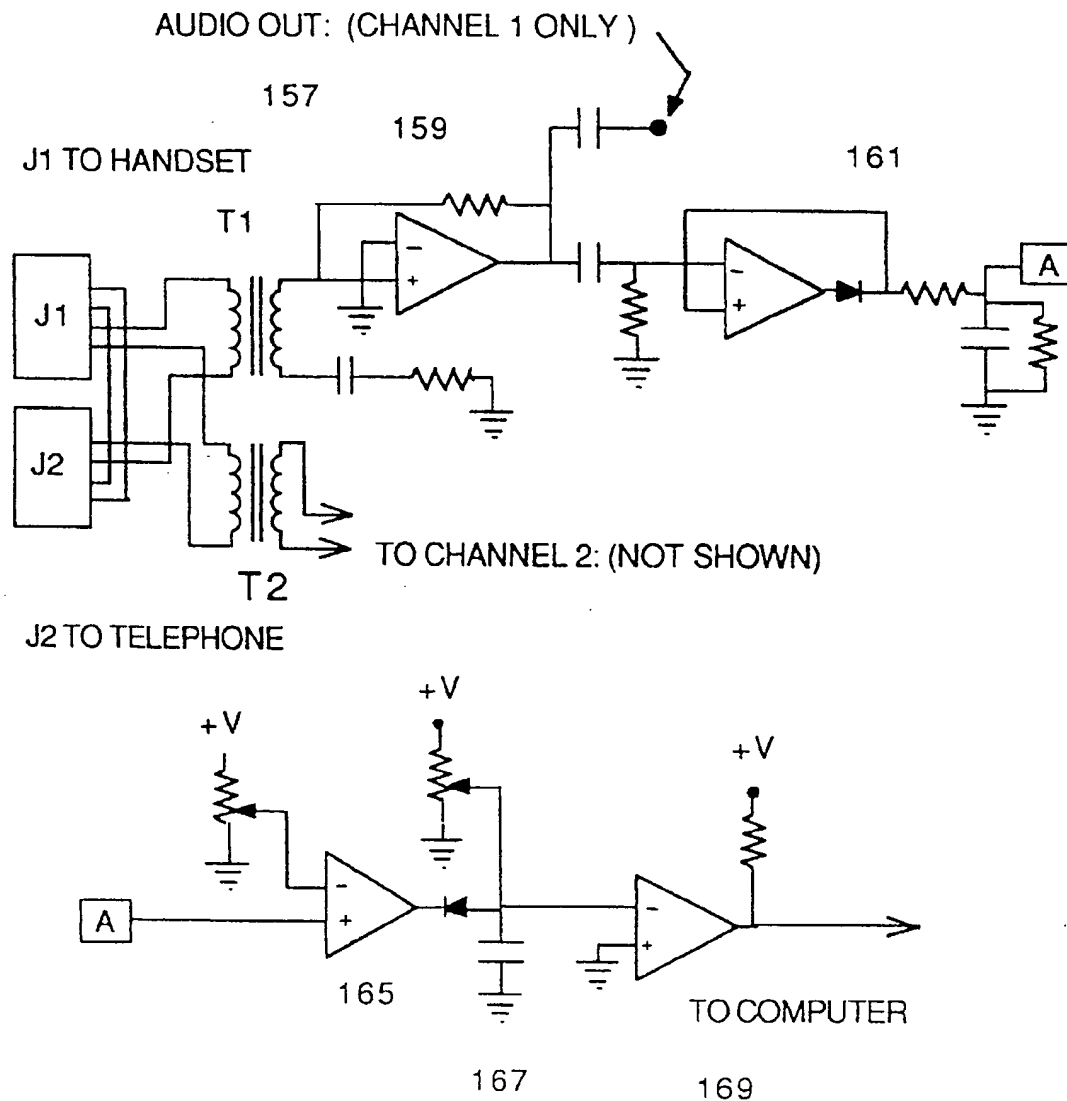 AUDIO OUT: (CHANNEL 1 ONLY )
157
159
J1 TO HANDSET
161
T1
A
J1
-
+
-
+
J2
TO CHANNEL 2: (NOT SHOWN)
T2
J2 TO TELEPHONE
+V
+V
+V
-
+
A
-
+
165
TO COMPUTER
167
169